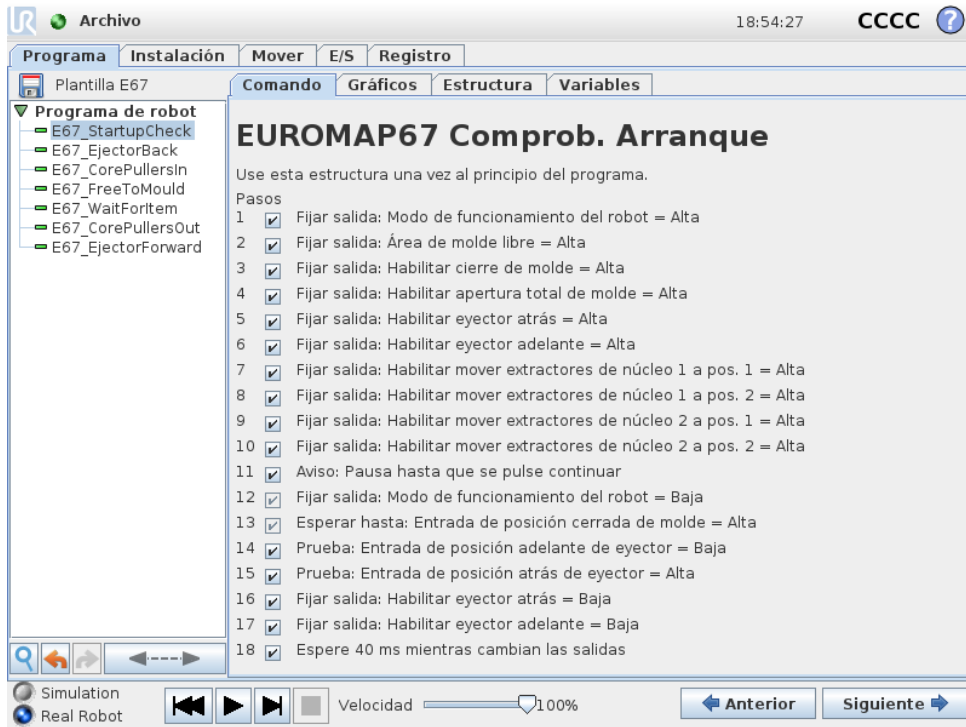 UR Archivo 18:54:27 CCCC ?
Programa Instalación Mover E/S Registro
Plantilla E67
Comando Gráficos Estructura Variables
Programa de robot
E67_StartupCheck
E67_EjectorBack
E67_CorePullersIn
E67_FreeToMould
E67_WaitForItem
E67_CorePullersOut
E67_EjectorForward
EUROMAP67 Comprob. Arranque
Use esta estructura una vez al principio del programa.
Pasos
1 Fijar salida: Modo de funcionamiento del robot = Alta
2 Fijar salida: Área de molde libre = Alta
3 Fijar salida: Habilitar cierre de molde = Alta
4 Fijar salida: Habilitar apertura total de molde = Alta
5 Fijar salida: Habilitar eyector atrás = Alta
6 Fijar salida: Habilitar eyector adelante = Alta
7 Fijar salida: Habilitar mover extractores de núcleo 1 a pos. 1 = Alta
8 Fijar salida: Habilitar mover extractores de núcleo 1 a pos. 2 = Alta
9 Fijar salida: Habilitar mover extractores de núcleo 2 a pos. 1 = Alta
10 Fijar salida: Habilitar mover extractores de núcleo 2 a pos. 2 = Alta
11 Aviso: Pausa hasta que se pulse continuar
12 Fijar salida: Modo de funcionamiento del robot = Baja
13 Esperar hasta: Entrada de posición cerrada de molde = Alta
14 Prueba: Entrada de posición adelante de eyector = Baja
15 Prueba: Entrada de posición atrás de eyector = Alta
16 Fijar salida: Habilitar eyector atrás = Baja
17 Fijar salida: Habilitar eyector adelante = Baja
18 Espere 40 ms mientras cambian las salidas
Simulation
Real Robot
Velocidad 100%
Anterior Siguiente